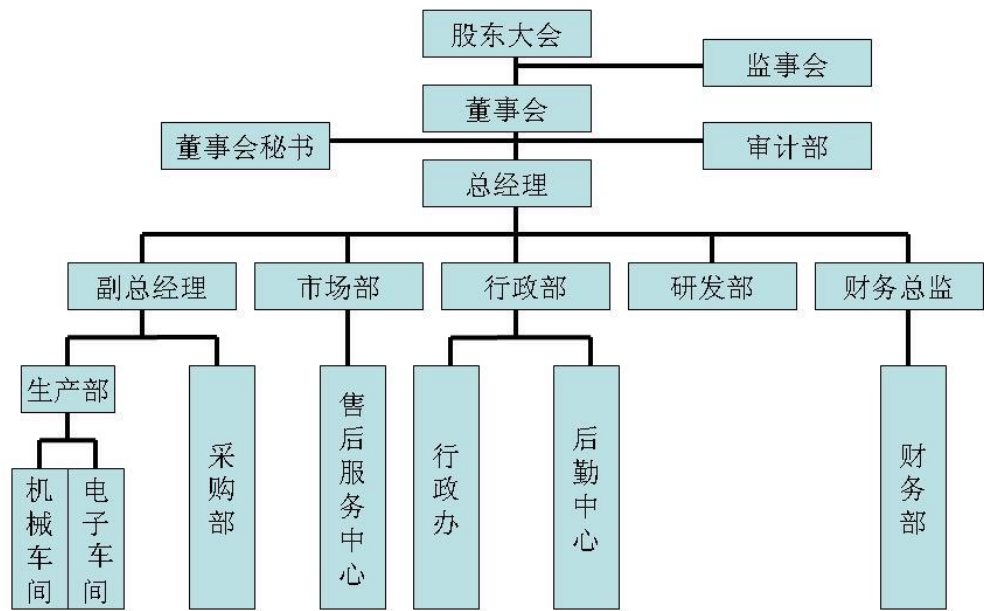 股东大会
监事会
董事会
董事会秘书
审计部
总经理
副总经理
市场部
行政部
研发部
财务总监
生产部
采购部
售后服务中心
行政办
后勤中心
财务部
机械车间
电子车间